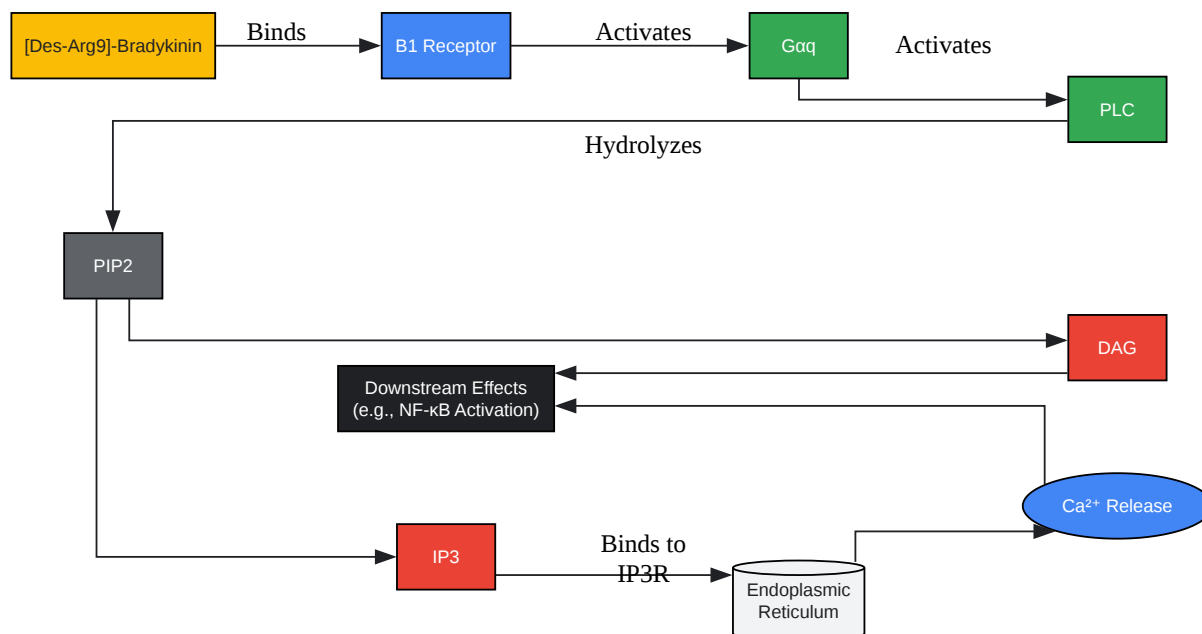 [Des-Arg9]-Bradykinin
Binds
B1 Receptor
Activates
Gαq
Activates
PLC
Hydrolyzes
PIP2
DAG
Downstream Effects
(e.g., NF-κB Activation)
Ca²⁺ Release
IP3
Binds to
IP3R
Endoplasmic
Reticulum